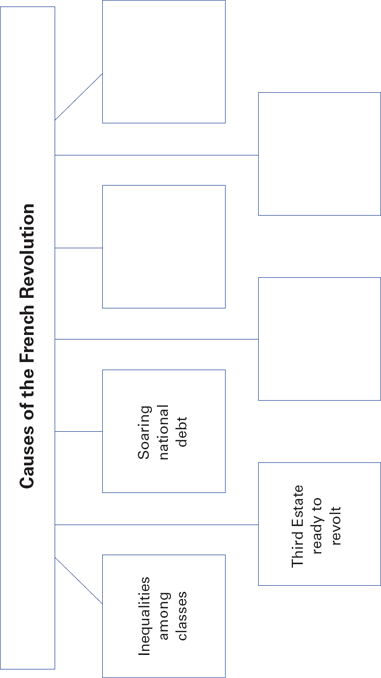 Causes of the French Revolution
Inequalities
among
classes
Third Estate
ready to
revolt
Soaring
national
debt